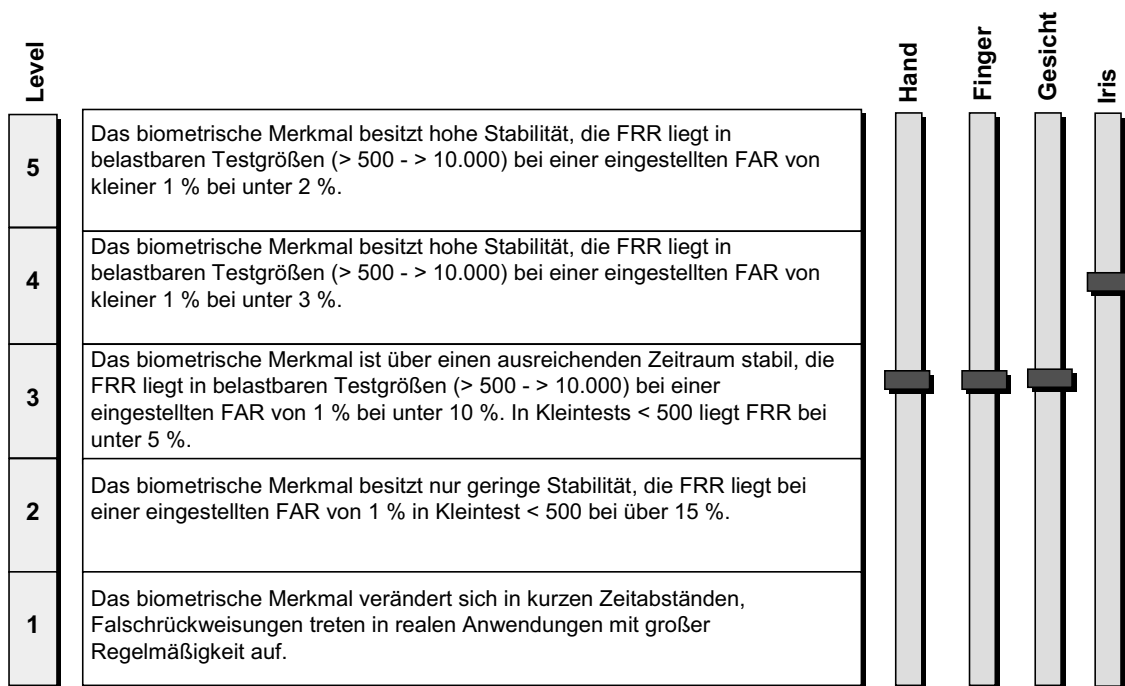 Level
Hand
Finger
Gesicht
Iris
5
Das biometrische Merkmal besitzt hohe Stabilität, die FRR liegt in
belastbaren Testgrößen (> 500 - > 10.000) bei einer eingestellten FAR von
kleiner 1 % bei unter 2 %.
4
Das biometrische Merkmal besitzt hohe Stabilität, die FRR liegt in
belastbaren Testgrößen (> 500 - > 10.000) bei einer eingestellten FAR von
kleiner 1 % bei unter 3 %.
3
Das biometrische Merkmal ist über einen ausreichenden Zeitraum stabil, die
FRR liegt in belastbaren Testgrößen (> 500 - > 10.000) bei einer
eingestellten FAR von 1 % bei unter 10 %. In Kleintests < 500 liegt FRR bei
unter 5 %.
2
Das biometrische Merkmal besitzt nur geringe Stabilität, die FRR liegt bei
einer eingestellten FAR von 1 % in Kleintest < 500 bei über 15 %.
1
Das biometrische Merkmal verändert sich in kurzen Zeitabständen,
Falschrückweisungen treten in realen Anwendungen mit großer
Regelmäßigkeit auf.